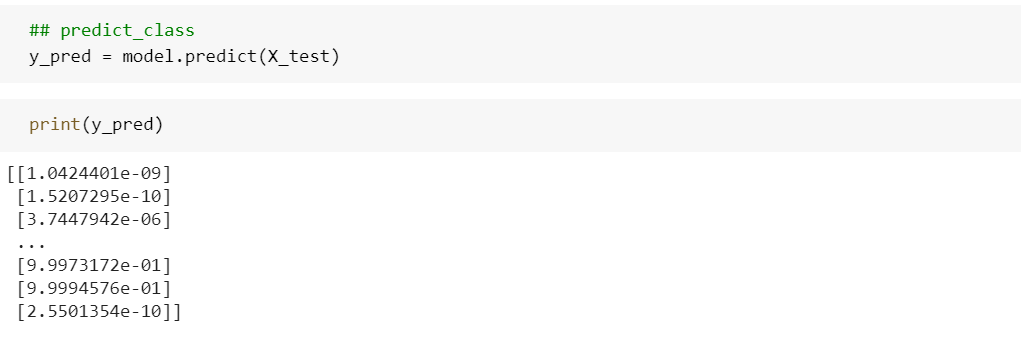 ## predict_class
y_pred = model.predict(X_test)
print(y_pred)
[[1.0424401e-09]
[1.5207295e-10]
[3.7447942e-06]
...
[9.9973172e-01]
[9.9994576e-01]
[2.5501354e-10]]